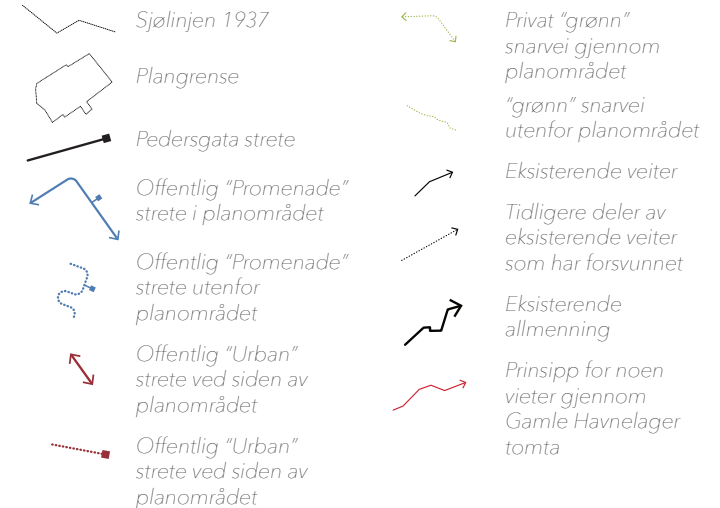 Sjølinjen 1937
Plangrense
Pedersgata strete
Offentlig “Promenade”
strete i planområdet
Offentlig “Promenade”
strete utenfor
planområdet
Offentlig “Urban”
strete ved siden av
planområdet
Offentlig “Urban”
strete ved siden av
planområdet
Privat “grønn”
snarvei gjennom
planområdet
“grønn” snarvei
utenfor planområdet
Eksisterende veiter
Tidligere deler av
eksisterende veiter
som har forsvunnet
Eksisterende
allmenning
Prinsipp for noen
vieter gjennom
Gamle Havnelager
tomta